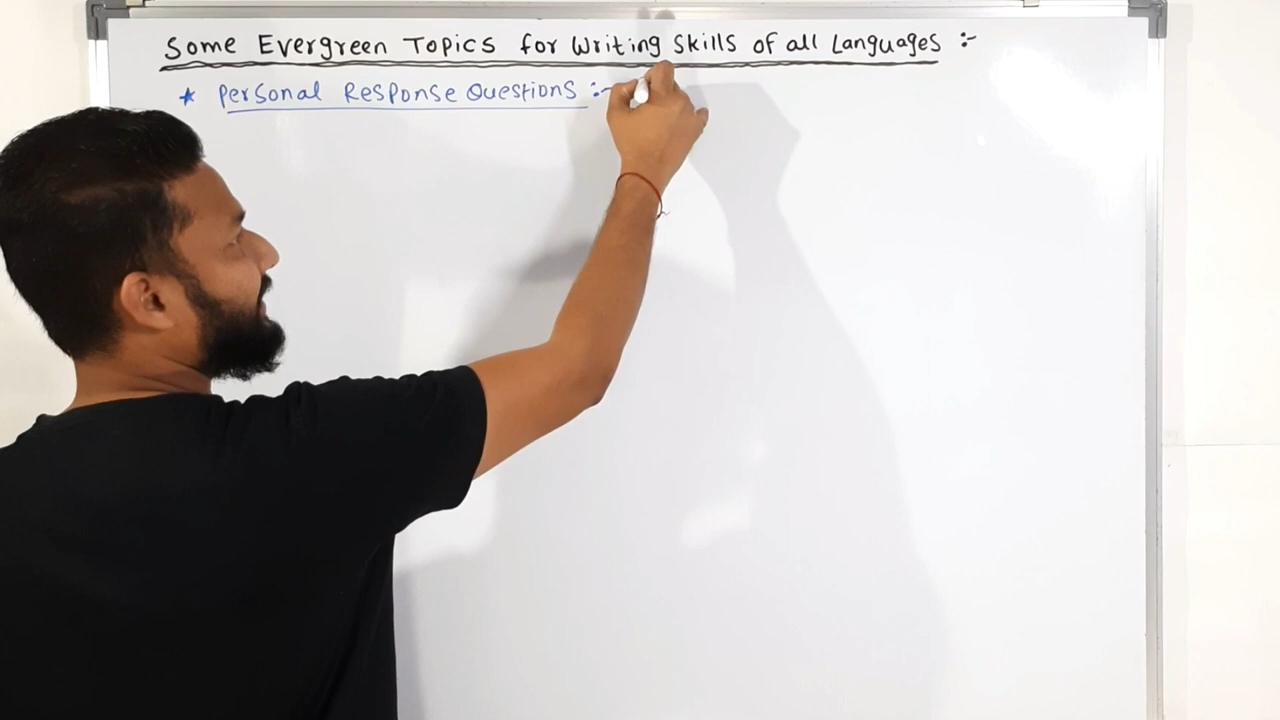 Some Evergreen Topics for Writing Skills of all Languages :-
★ Personal Response Questions :-